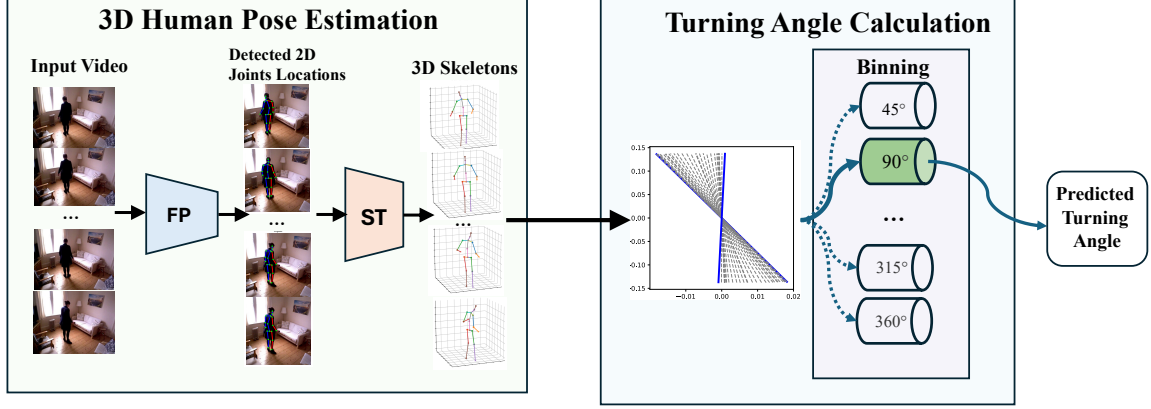 3D Human Pose Estimation
Input Video
Detected 2D
Joints Locations
3D Skeletons
...
FP
...
ST
...
Turning Angle Calculation
0.15
0.10
0.05
0.00
-0.05
-0.10
-0.15
−0.01
0.00
0.01
0.02
Binning
45°
90°
...
315°
360°
Predicted
Turning
Angle